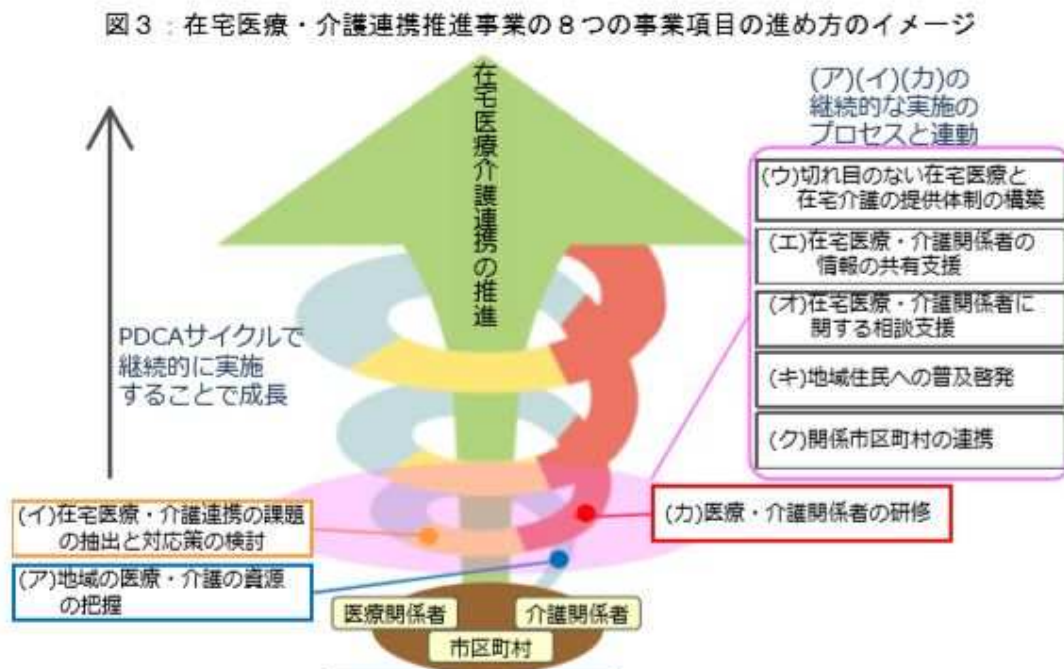 図3：在宅医療・介護連携推進事業の8つの事業項目の進め方のイメージ
在宅医療介護連携の推進
(ア)(イ)(カ)の
継続的な実施の
プロセスと連動
(ウ)切れ目のない在宅医療と
在宅介護の提供体制の構築
(エ)在宅医療・介護関係者の
情報の共有支援
(オ)在宅医療・介護関係者に
関する相談支援
(キ)地域住民への普及啓発
(ク)関係市区町村の連携
PDCAサイクルで
継続的に実施
することで成長
(イ)在宅医療・介護連携の課題
の抽出と対応策の検討
(カ)医療・介護関係者の研修
(ア)地域の医療・介護の資源
の把握
医療関係者
介護関係者
市区町村